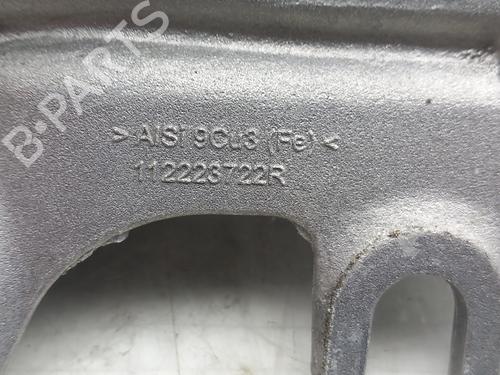 B-PARTS
> AlSi 9Cu3 (Fe) <
112223722R